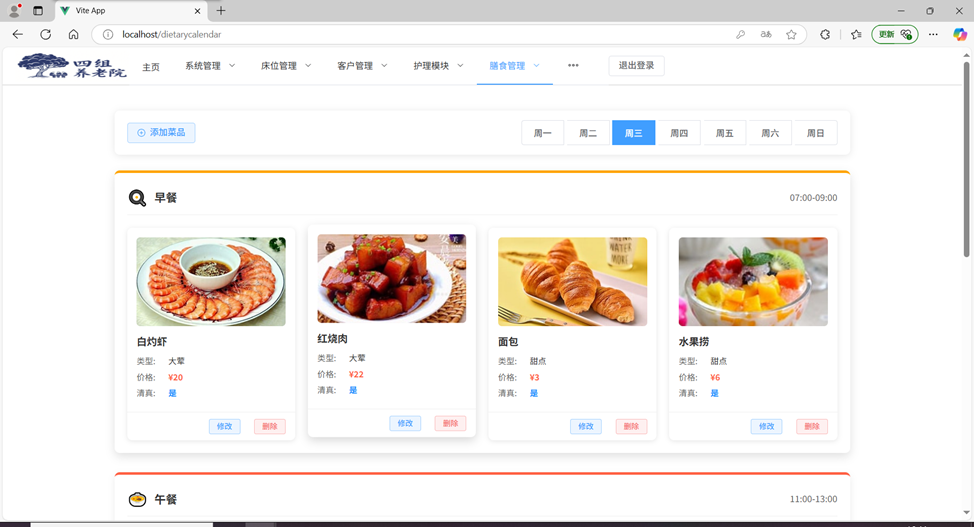 Vite App
localhost/dietarycalendar
更新
四组
养老院
主页 系统管理 床位管理 客户管理 护理模块 膳食管理 ••• 退出登录
添加菜品 周一 周二 周三 周四 周五 周六 周日
早餐 07:00-09:00
白灼虾
类型: 大荤
价格: ¥20
清真: 是
修改 删除
红烧肉
类型: 大荤
价格: ¥22
清真: 是
修改 删除
面包
类型: 甜点
价格: ¥3
清真: 是
修改 删除
水果捞
类型: 甜点
价格: ¥6
清真: 是
修改 删除
午餐 11:00-13:00